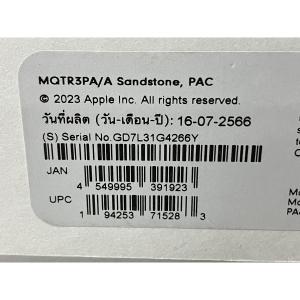 MQTR3PA/A Sandstone, PAC
© 2023 Apple Inc. All rights reserved.
วันที่ผลิต (วัน-เดือน-ปี): 16-07-2566
(S) Serial No.GD7L31G4266Y
JAN
4 549995 391923
UPC
1 94253 71528 3